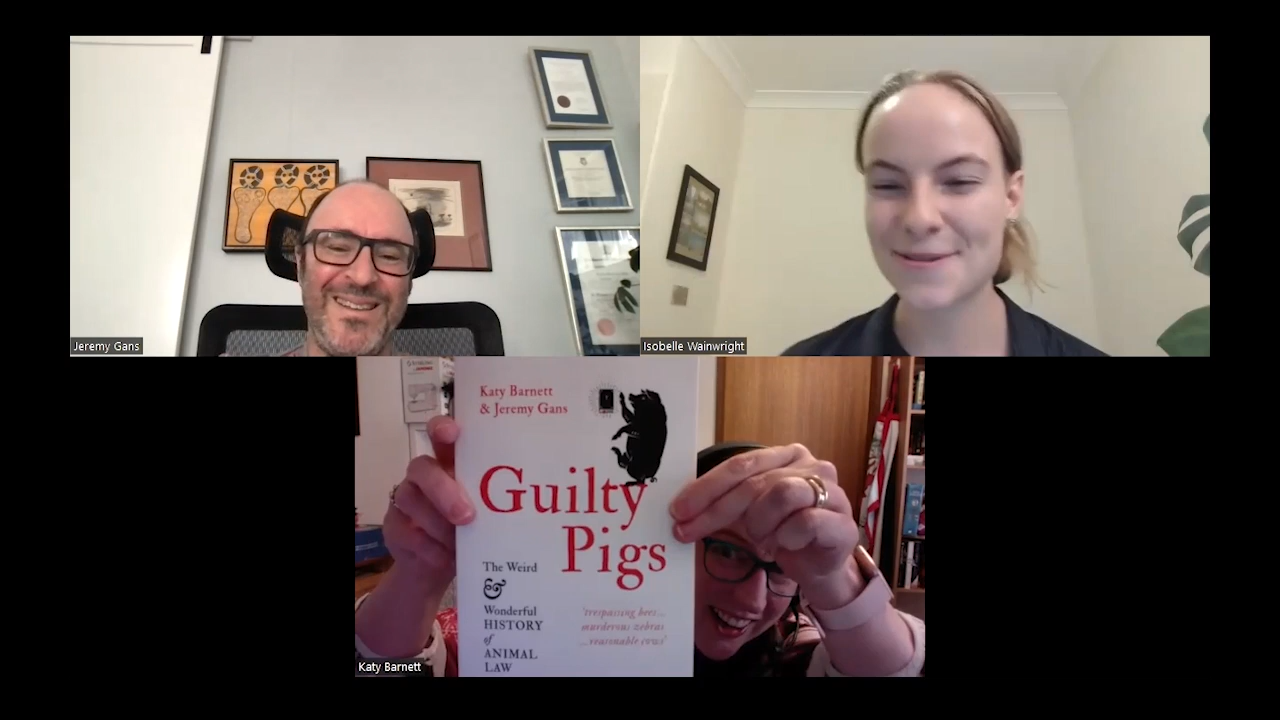 Jeremy Gans
Isobelle Wainwright
Katy Barnett
& Jeremy Gans
Guilty
Pigs
The Weird
&
Wonderful
HISTORY
of
ANIMAL
LAW
'trespassing bees...
murderous zebras
...reasonable cows'
Katy Barnett